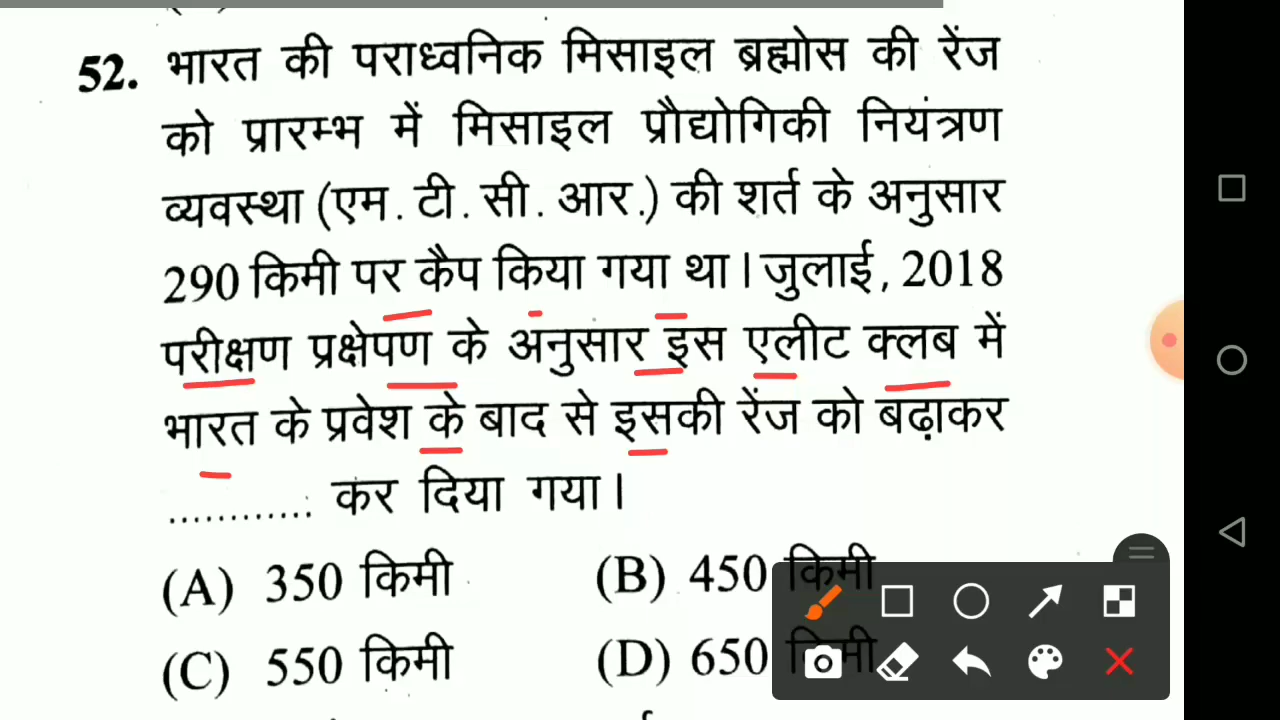 52. भारत की पराध्वनिक मिसाइल ब्रह्मोस की रेंज
को प्रारम्भ में मिसाइल प्रौद्योगिकी नियंत्रण
व्यवस्था (एम. टी. सी. आर.) की शर्त के अनुसार
290 किमी पर कैप किया गया था। जुलाई, 2018
परीक्षण प्रक्षेपण के अनुसार इस एलीट क्लब में
भारत के प्रवेश के बाद से इसकी रेंज को बढ़ाकर
............ कर दिया गया।
(A) 350 किमी (B) 450 किमी
(C) 550 किमी (D) 650 किमी